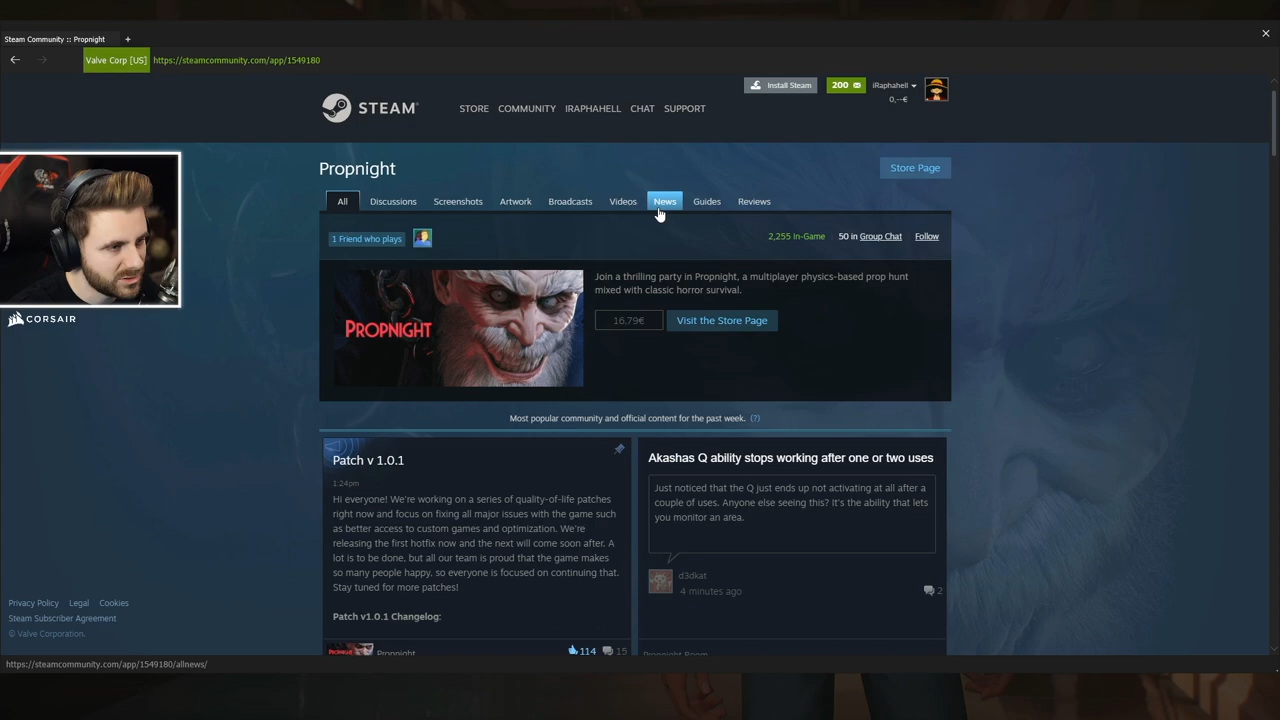 Steam Community :: Propnight
+
Valve Corp [US] https://steamcommunity.com/app/1549180
Install Steam
200
iRaphahell
0,--€
STEAM
STORE COMMUNITY IRAPHAHELL CHAT SUPPORT
Propnight
Store Page
All Discussions Screenshots Artwork Broadcasts Videos News Guides Reviews
1 Friend who plays
2,255 In-Game 50 in Group Chat Follow
PROPNIGHT
Join a thrilling party in Propnight, a multiplayer physics-based prop hunt
mixed with classic horror survival.
16,79€ Visit the Store Page
CORSAIR
Most popular community and official content for the past week. (?)
Patch v 1.0.1
1:24pm
Hi everyone! We're working on a series of quality-of-life patches
right now and focus on fixing all major issues with the game such
as better access to custom games and optimization. We're
releasing the first hotfix now and the next will come soon after. A
lot is to be done, but all our team is proud that the game makes
so many people happy, so everyone is focused on continuing that.
Stay tuned for more patches!
Patch v1.0.1 Changelog:
Propnight
114 15
Akashas Q ability stops working after one or two uses
Just noticed that the Q just ends up not activating at all after a
couple of uses. Anyone else seeing this? It's the ability that lets
you monitor an area.
d3dkat
4 minutes ago
2
Propnight Room
Privacy Policy Legal Cookies
Steam Subscriber Agreement
© Valve Corporation.
https://steamcommunity.com/app/1549180/allnews/